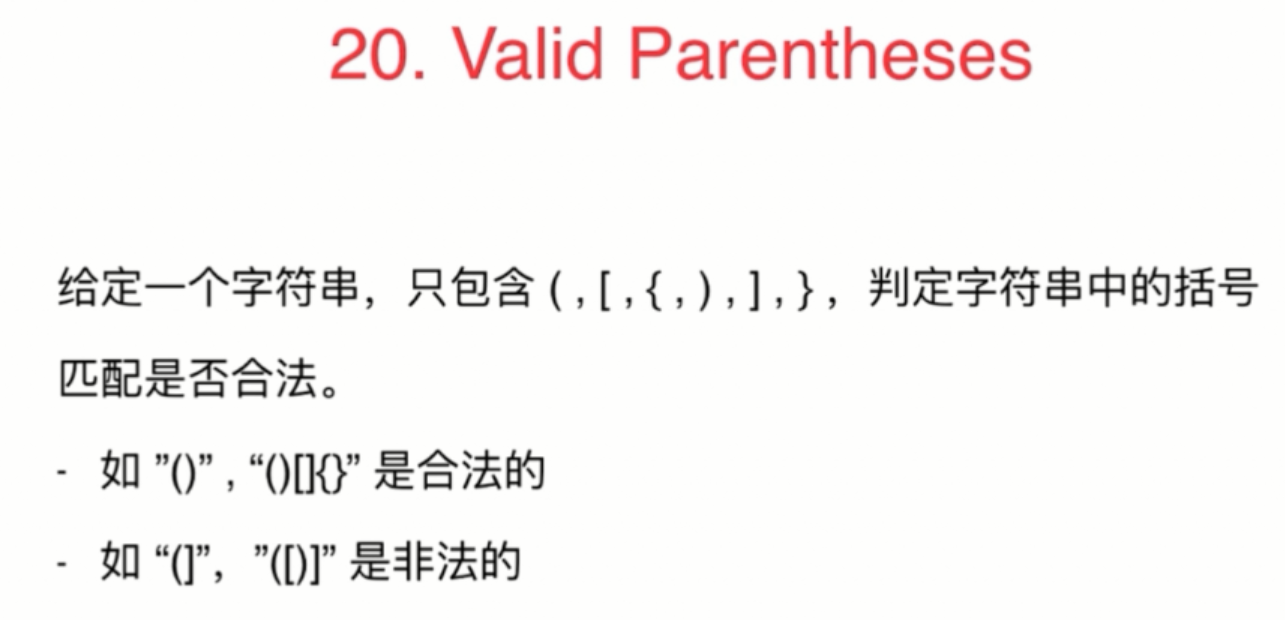 20. Valid Parentheses
给定一个字符串，只包含 ( , [ , { , ) , ] , } ，判定字符串中的括号
匹配是否合法。
- 如 ”()” , “()[]{}” 是合法的
- 如 “(]”，”([)]” 是非法的